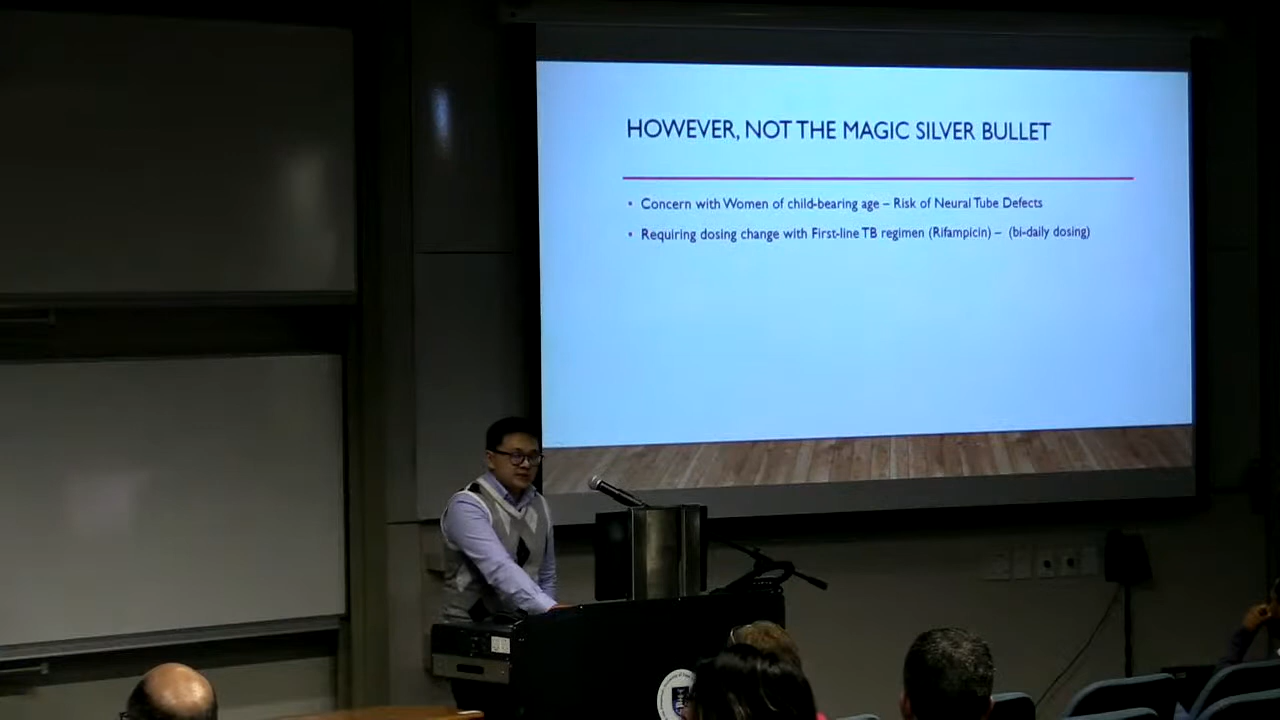 HOWEVER, NOT THE MAGIC SILVER BULLET
• Concern with Women of child-bearing age – Risk of Neural Tube Defects
• Requiring dosing change with First-line TB regimen (Rifampicin) – (bi-daily dosing)